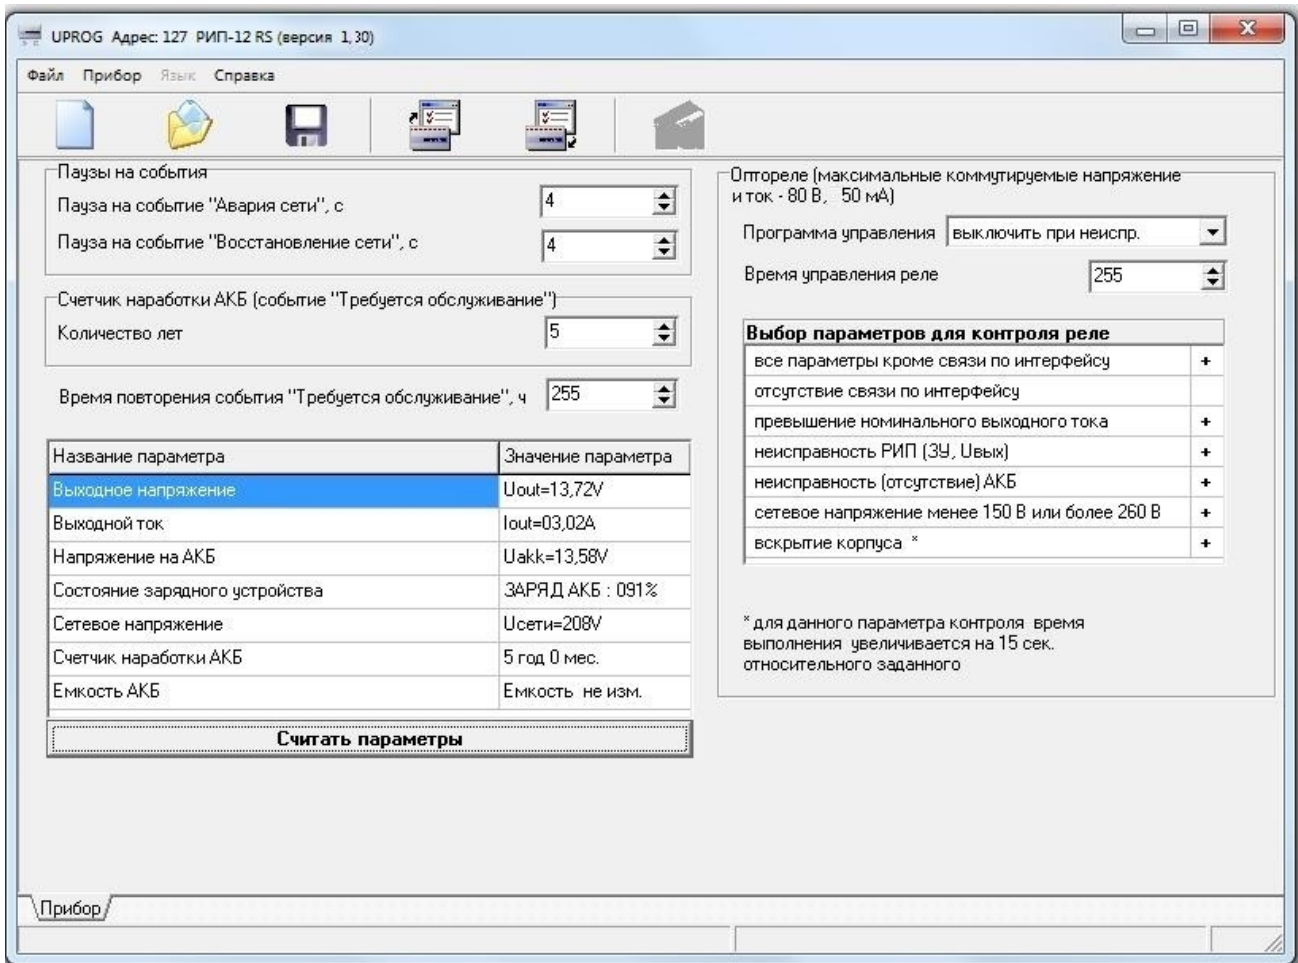 UPROG Адрес: 127 РИП-12 RS (версия 1,30)
Файл Прибор Язык Справка
Паузы на события
Пауза на событие "Авария сети", с 4
Пауза на событие "Восстановление сети", с 4
Счетчик наработки АКБ (событие "Требуется обслуживание")
Количество лет 5
Время повторения события "Требуется обслуживание", ч 255
Название параметра Значение параметра
Выходное напряжение Uout=13,72V
Выходной ток Iout=03,02A
Напряжение на АКБ Uakk=13,58V
Состояние зарядного устройства ЗАРЯД АКБ : 091%
Сетевое напряжение Uсети=208V
Счетчик наработки АКБ 5 год 0 мес.
Емкость АКБ Емкость не изм.
Считать параметры
Оптореле (максимальные коммутируемые напряжение
и ток - 80 В, 50 мА)
Программа управления выключить при неиспр.
Время управления реле 255
Выбор параметров для контроля реле
все параметры кроме связи по интерфейсу +
отсутствие связи по интерфейсу
превышение номинального выходного тока +
неисправность РИП (ЗУ, Uвых) +
неисправность (отсутствие) АКБ +
сетевое напряжение менее 150 В или более 260 В +
вскрытие корпуса * +
* для данного параметра контроля время
выполнения увеличивается на 15 сек.
относительного заданного
Прибор